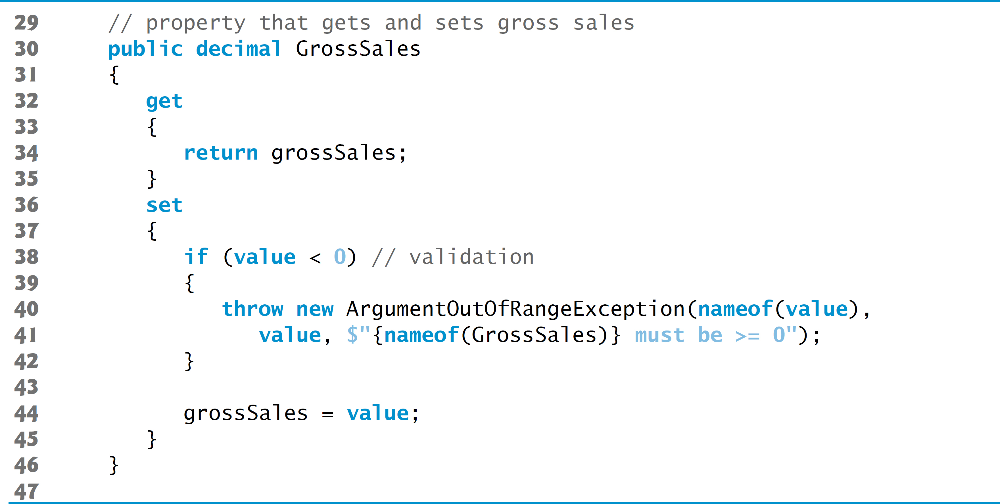 29 // property that gets and sets gross sales
30 public decimal GrossSales
31 {
32 get
33 {
34 return grossSales;
35 }
36 set
37 {
38 if (value < 0) // validation
39 {
40 throw new ArgumentOutOfRangeException(nameof(value),
41 value, $"{nameof(GrossSales)} must be >= 0");
42 }
43
44 grossSales = value;
45 }
46 }
47